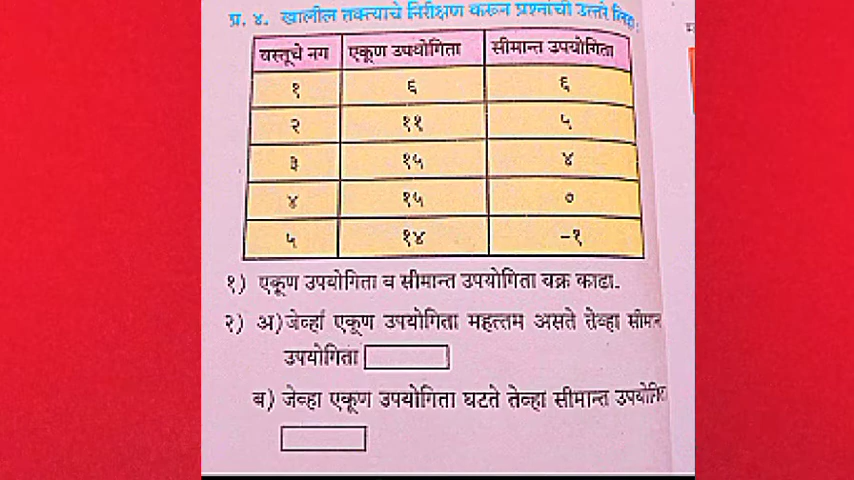 प्र. ४. खालील तक्त्याचे निरीक्षण करून प्रश्नांची उत्तरे लिहा:
वस्तूचे नग एकूण उपयोगिता सीमान्त उपयोगिता
१ ६ ६
२ ११ ५
३ १५ ४
४ १५ ०
५ १४ -१
१) एकूण उपयोगिता व सीमान्त उपयोगिता वक्र काढा.
२) अ) जेव्हा एकूण उपयोगिता महत्तम असते तेव्हा
उपयोगिता
ब) जेव्हा एकूण उपयोगिता घटते तेव्हा सीमान्त